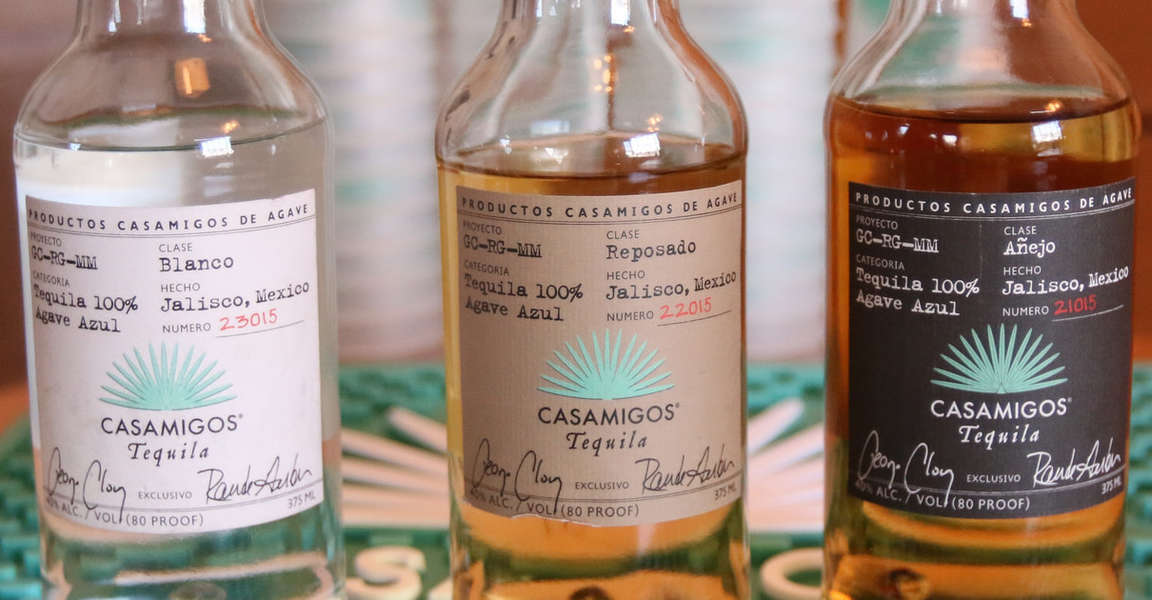 PRODUCTOS CASAMIGOS DE AGAVE
PROYECTO
GC-RG-MM
CLASE
Blanco
CATEGORIA
Tequila 100%
Agave Azul
HECHO
Jalisco, Mexico
NUMERO 23015
CASAMIGOS®
Tequila
EXCLUSIVO
40% ALC. / VOL (80 PROOF)
375 ML
PRODUCTOS CASAMIGOS DE AGAVE
PROYECTO
GC-RG-MM
CLASE
Reposado
CATEGORIA
Tequila 100%
Agave Azul
HECHO
Jalisco, Mexico
NUMERO 22015
CASAMIGOS®
Tequila
EXCLUSIVO
40% ALC. / VOL (80 PROOF)
375 ML
PRODUCTOS CASAMIGOS DE AGAVE
PROYECTO
GC-RG-MM
CLASE
Añejo
CATEGORIA
Tequila 100%
Agave Azul
HECHO
Jalisco, Mexico
NUMERO 21015
CASAMIGOS®
Tequila
EXCLUSIVO
40% ALC. / VOL (80 PROOF)
375 ML